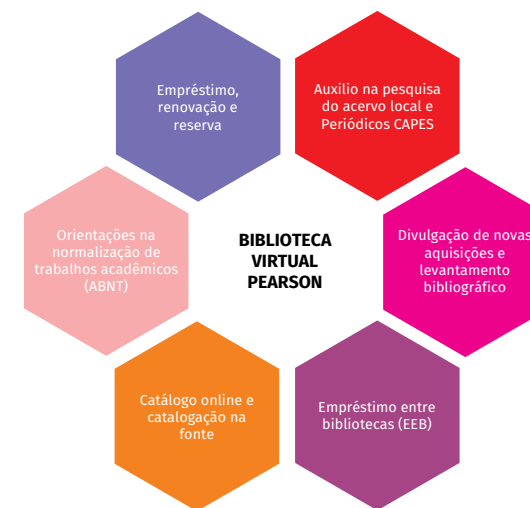 Empréstimo,
renovação e
reserva
Auxilio na pesquisa
do acervo local e
Periódicos CAPES
Orientações na
normalização de
trabalhos acadêmicos
(ABNT)
BIBLIOTECA
VIRTUAL
PEARSON
Divulgação de novas
aquisições e
levantamento
bibliográfico
Catálogo online e
catalogação na
fonte
Empréstimo entre
bibliotecas (EEB)